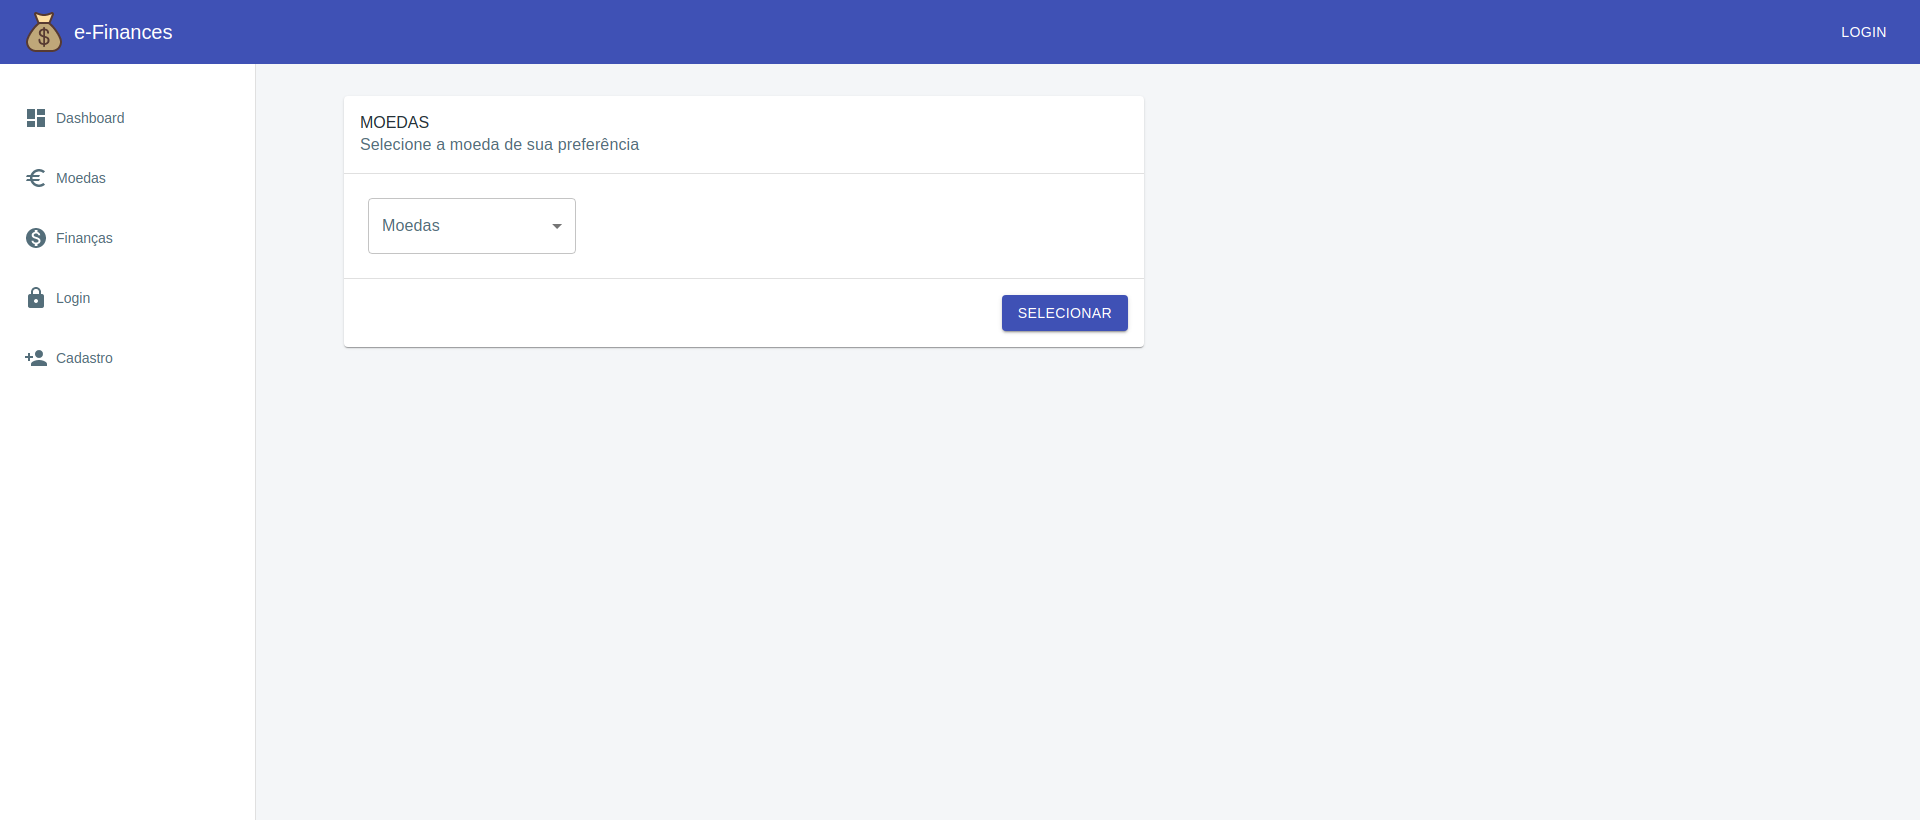 e-Finances
LOGIN
Dashboard
Moedas
Finanças
Login
Cadastro
MOEDAS
Selecione a moeda de sua preferência
Moedas
SELECIONAR